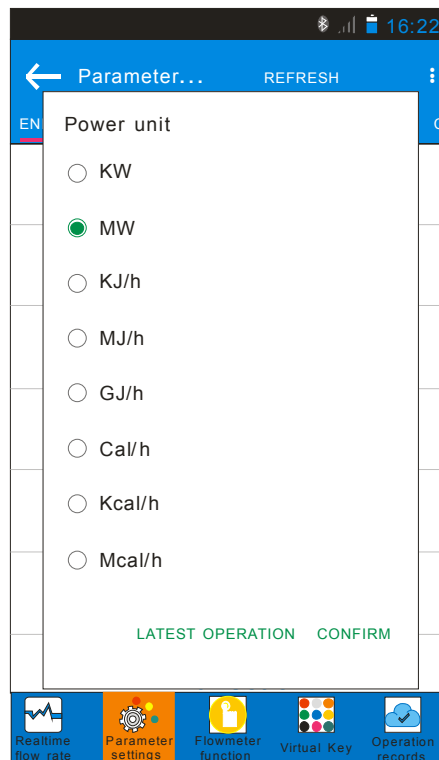 16:22
Parameter... REFRESH
EN
Power unit
KW
MW
KJ/h
MJ/h
GJ/h
Cal/h
Kcal/h
Mcal/h
LATEST OPERATION CONFIRM
Realtime
flow rate
Parameter
settings
Flowmeter
function
Virtual Key
Operation
records